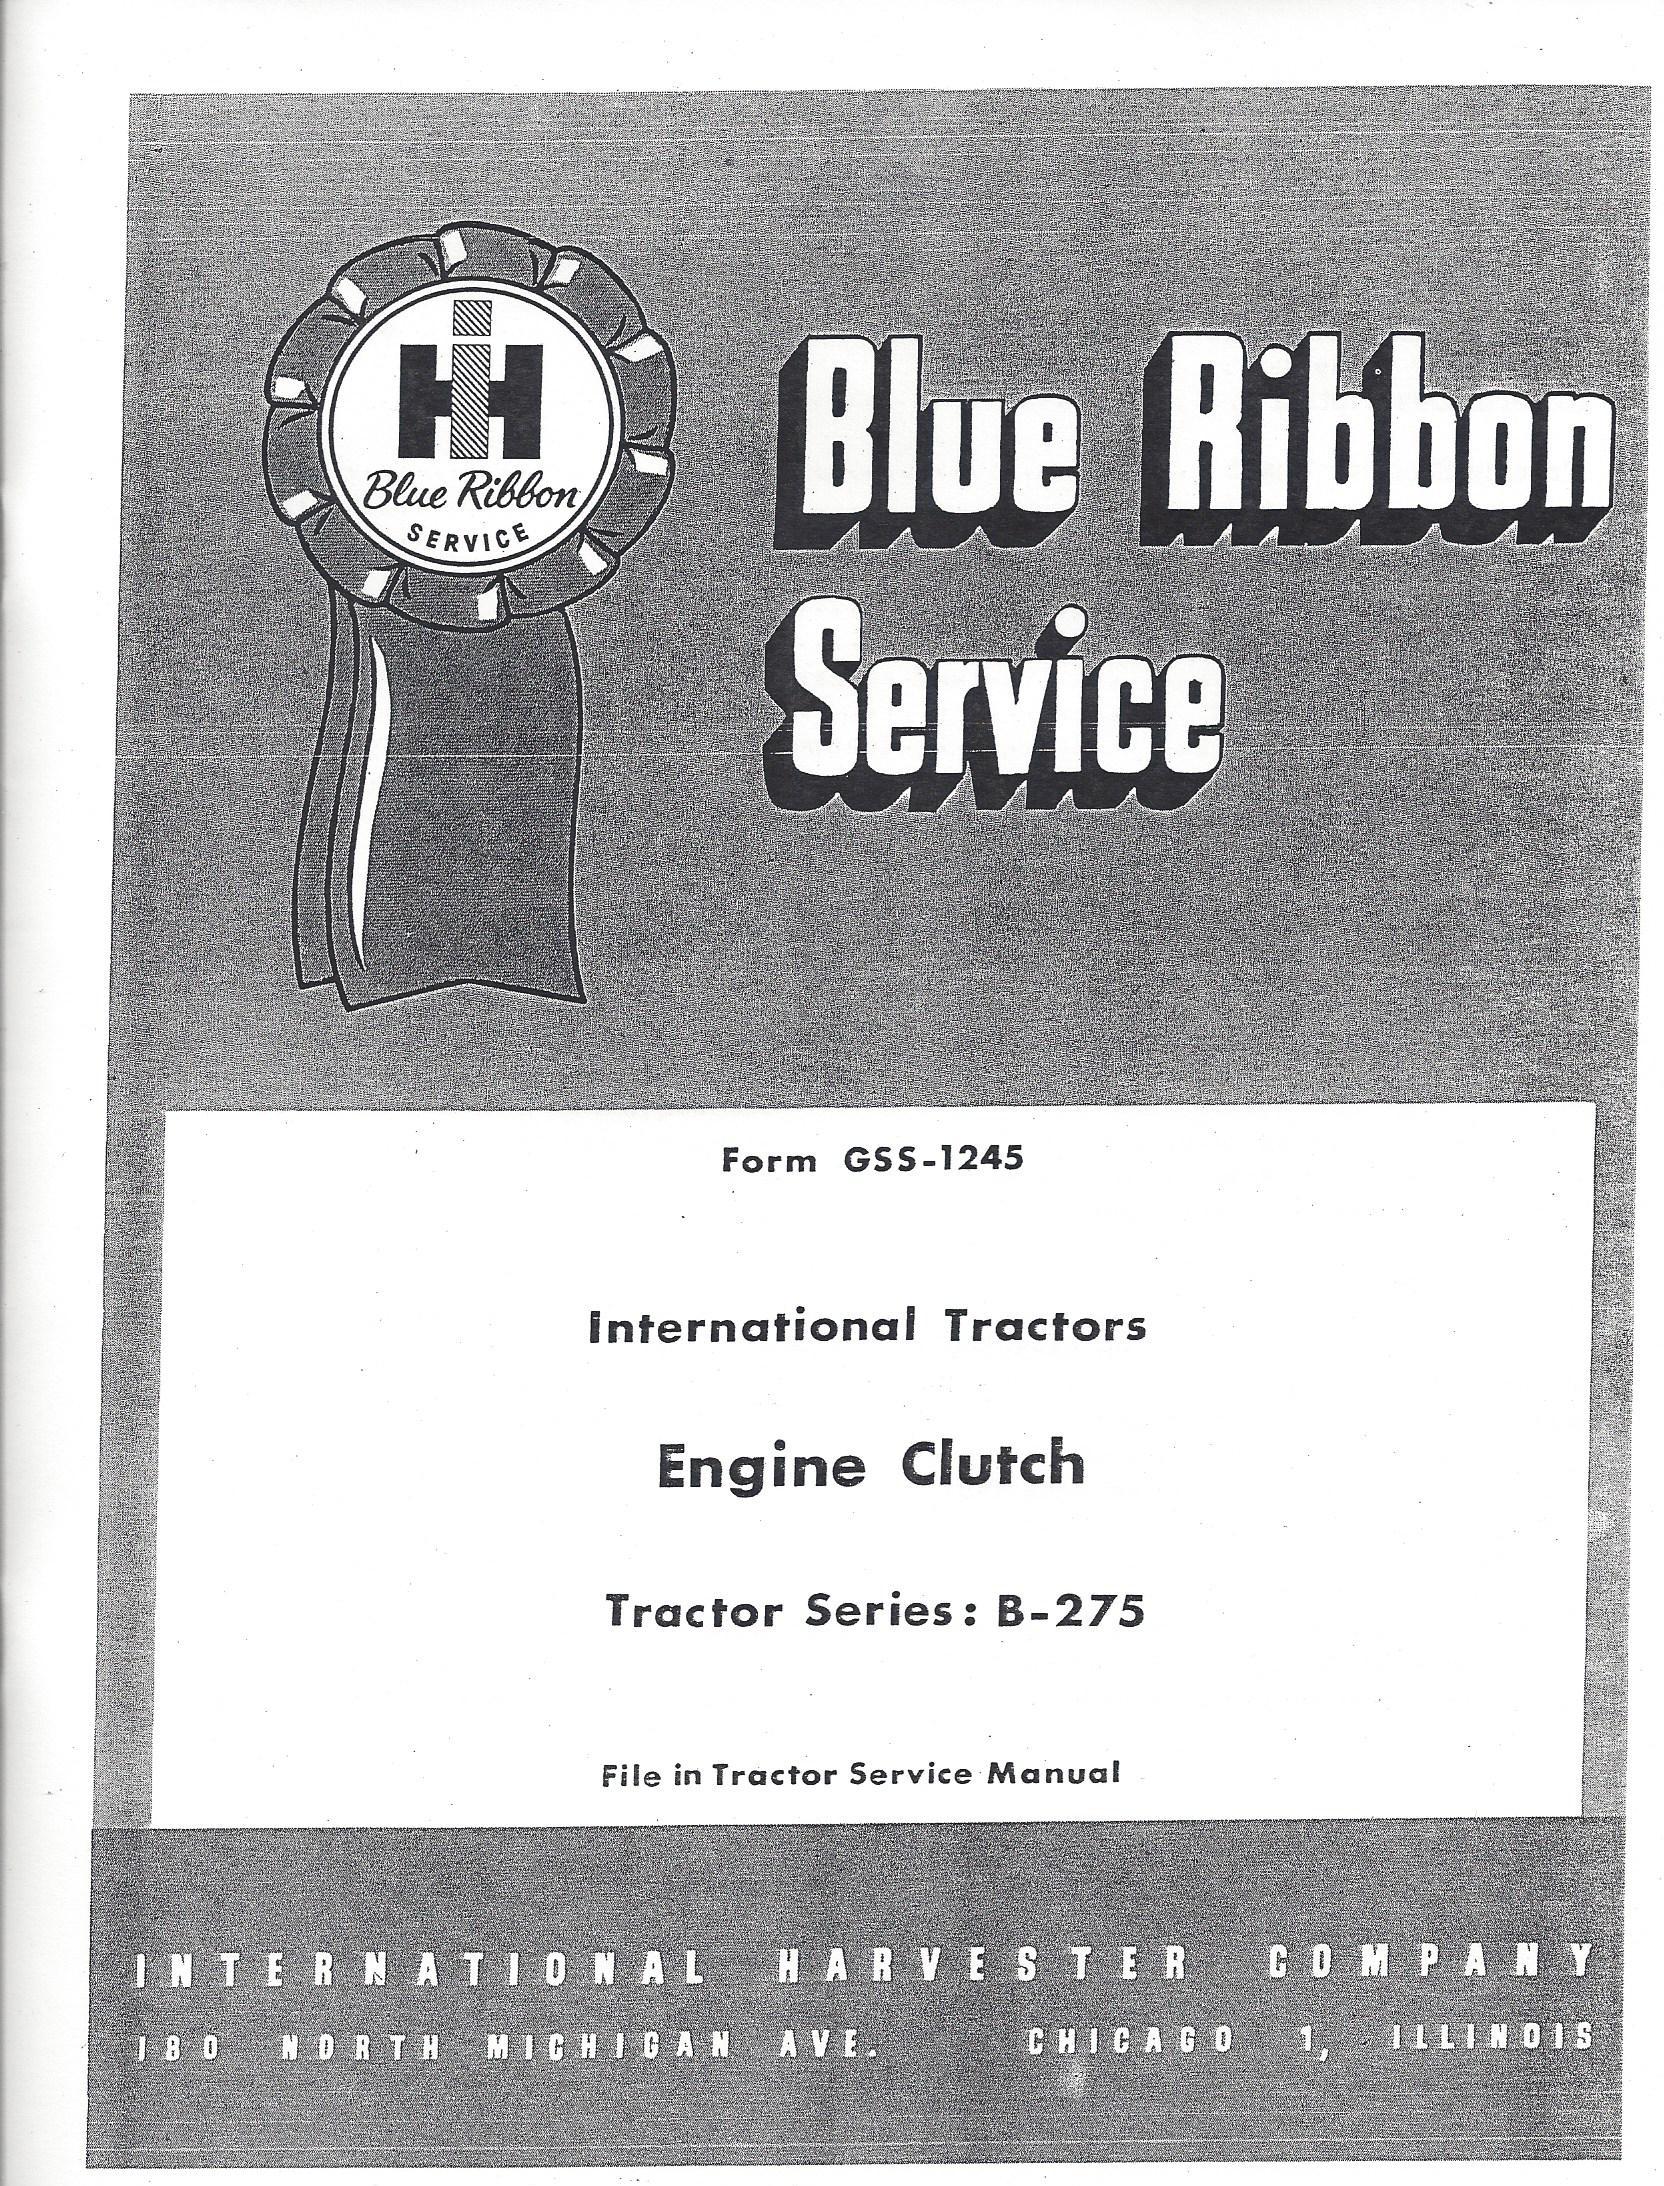 IH
Blue Ribbon
SERVICE
Blue Ribbon
Service
Form GSS-1245
International Tractors
Engine Clutch
Tractor Series: B-275
File in Tractor Service Manual
INTERNATIONAL HARVESTER COMPANY
180 NORTH MICHIGAN AVE. CHICAGO 1, ILLINOIS